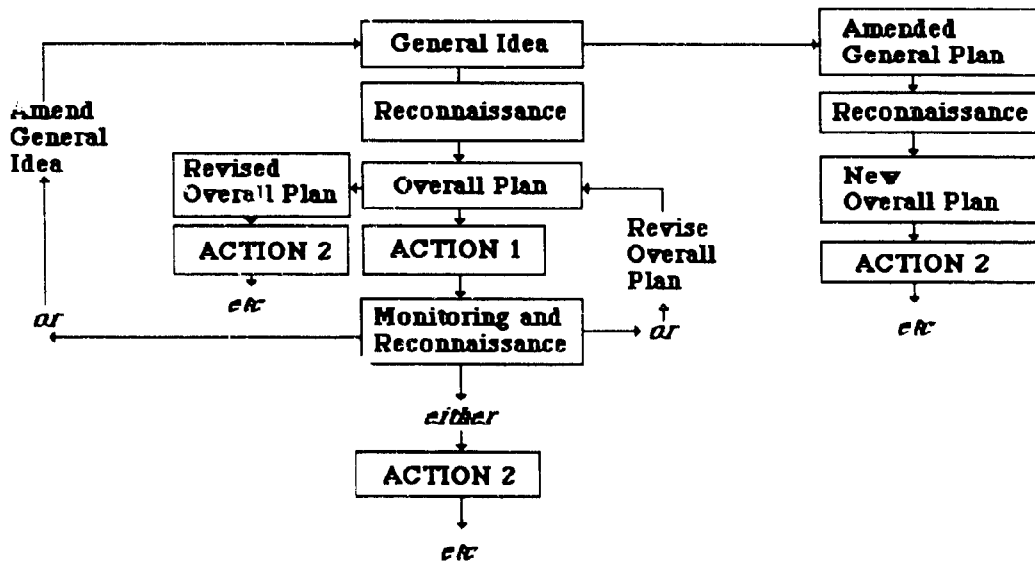 General Idea
Amended
General Plan
Amend
General
Idea
Reconnaissance
Reconnaissance
Revised
Overall Plan
Overall Plan
New
Overall Plan
Revise
Overall
Plan
ACTION 2
ACTION 1
ACTION 2
etc
or
Monitoring and
Reconnaissance
or
etc
either
ACTION 2
etc